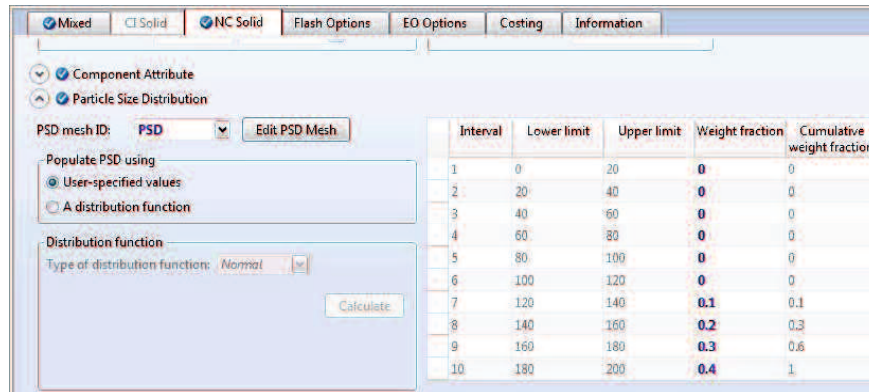 Mixed CI Solid NC Solid Flash Options EO Options Costing Information
Component Attribute
Particle Size Distribution
PSD mesh ID: PSD Edit PSD Mesh
Populate PSD using
User-specified values
A distribution function
Distribution function
Type of distribution function: Normal
Calculate
Interval Lower limit Upper limit Weight fraction Cumulative
weight fraction
1 0 20 0 0
2 20 40 0 0
3 40 60 0 0
4 60 80 0 0
5 80 100 0 0
6 100 120 0 0
7 120 140 0.1 0.1
8 140 160 0.2 0.3
9 160 180 0.3 0.6
10 180 200 0.4 1